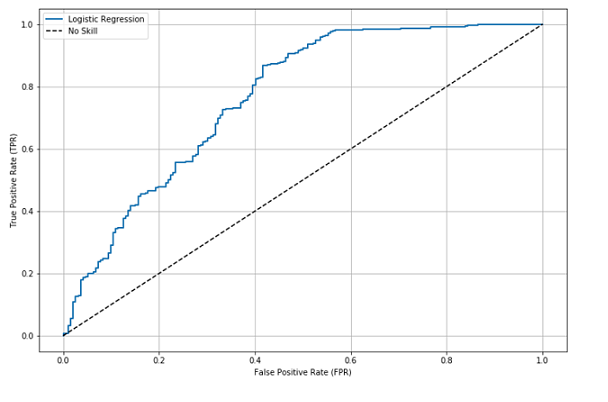 Logistic Regression
No Skill
1.0
0.8
0.6
0.4
0.2
0.0
True Positive Rate (TPR)
0.0 0.2 0.4 0.6 0.8 1.0
False Positive Rate (FPR)